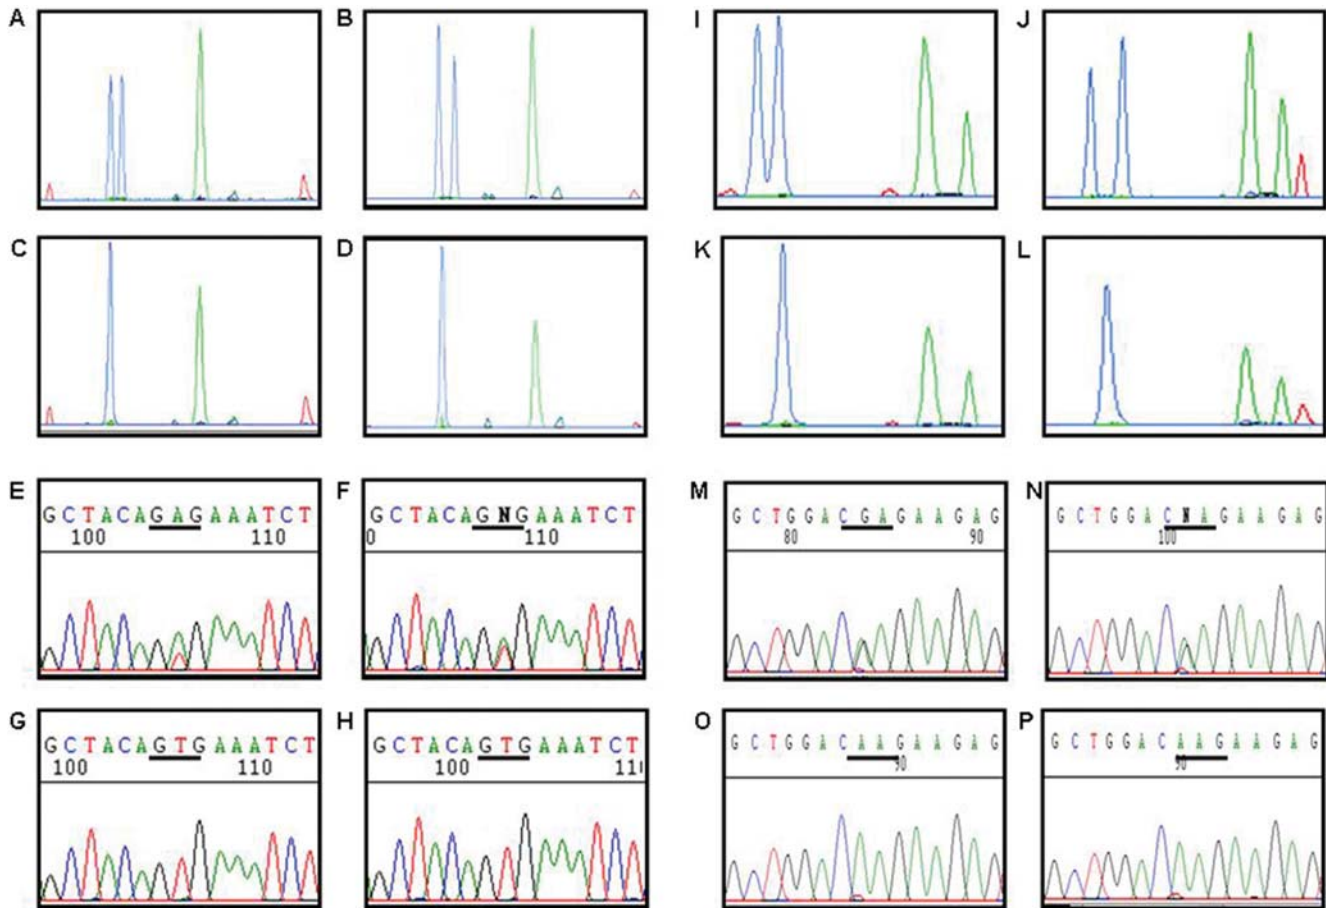 A
B
I
J
C
D
K
L
E
GCTACAGAGAAATCT
100 110
F
GCTACAGNGAAATCT
0 110
M
GCTGGACGAGAAGAG
80 90
N
GCTGGACNAGAAGAG
100
G
GCTACAGTGAAATCT
100 110
H
GCTACAGTGAAATCT
100 11
O
GCTGGACAAGAAGAG
90
P
GCTGGACAAGAAGAG
90